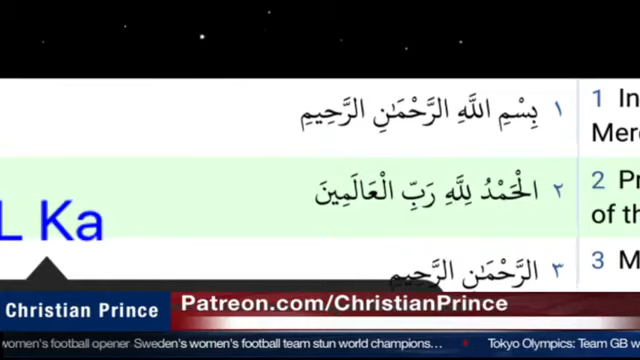 ١ بِسْمِ اللَّهِ الرَّحْمَٰنِ الرَّحِيمِ
1 In
Mer
٢ الْحَمْدُ لِلَّهِ رَبِّ الْعَالَمِينَ
2 Pr
of th
L Ka
٣ الرَّحْمَٰنِ الرَّحِيمِ
3 M
Christian Prince
Patreon.com/ChristianPrince
women's football opener Sweden's women's football team stun world champions... Tokyo Olympics: Team GB w